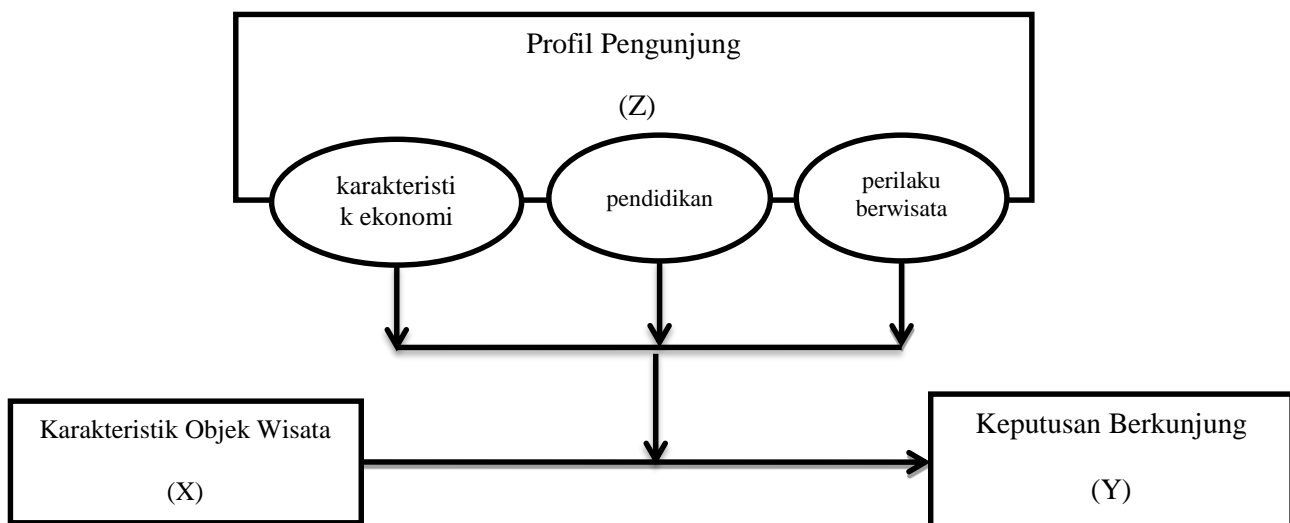 Profil Pengunjung
(Z)
karakteristi
k ekonomi
pendidikan
perilaku
berwisata
Karakteristik Objek Wisata
(X)
Keputusan Berkunjung
(Y)